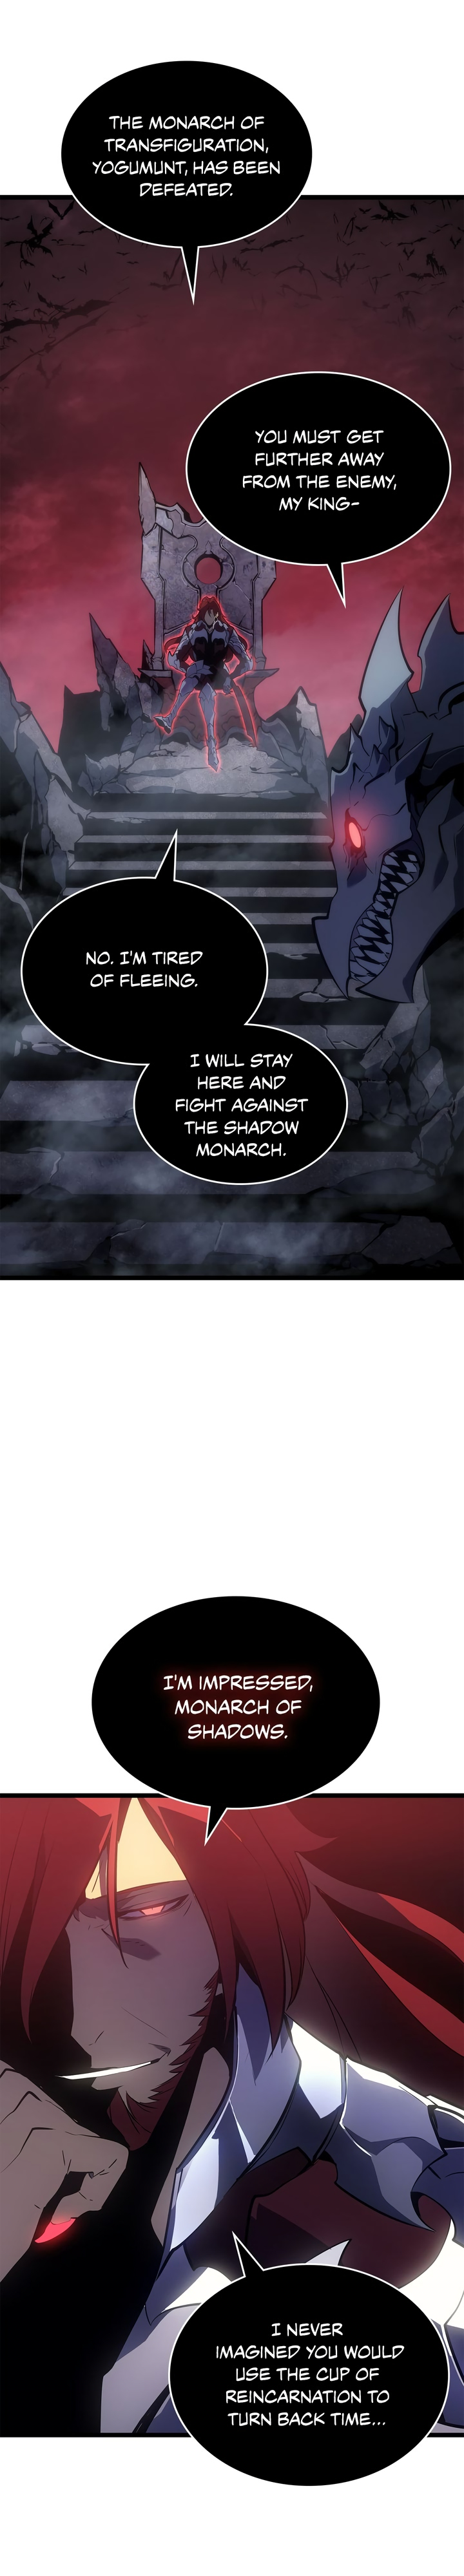 THE MONARCH OF
TRANSFIGURATION,
YOGUMUNT, HAS BEEN
DEFEATED.
YOU MUST GET
FURTHER AWAY
FROM THE ENEMY,
MY KING-
NO. I'M TIRED
OF FLEEING.
I WILL STAY
HERE AND
FIGHT AGAINST
THE SHADOW
MONARCH.
I'M IMPRESSED,
MONARCH OF
SHADOWS.
I NEVER
IMAGINED YOU WOULD
USE THE CUP OF
REINCARNATION TO
TURN BACK TIME...